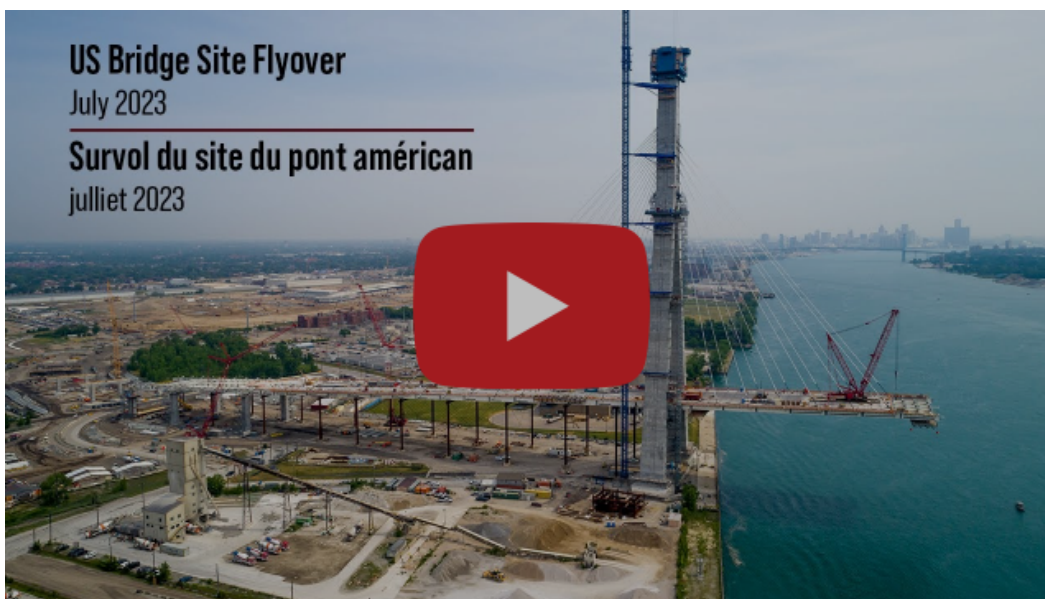 US Bridge Site Flyover
July 2023
Survol du site du pont américan
julliet 2023